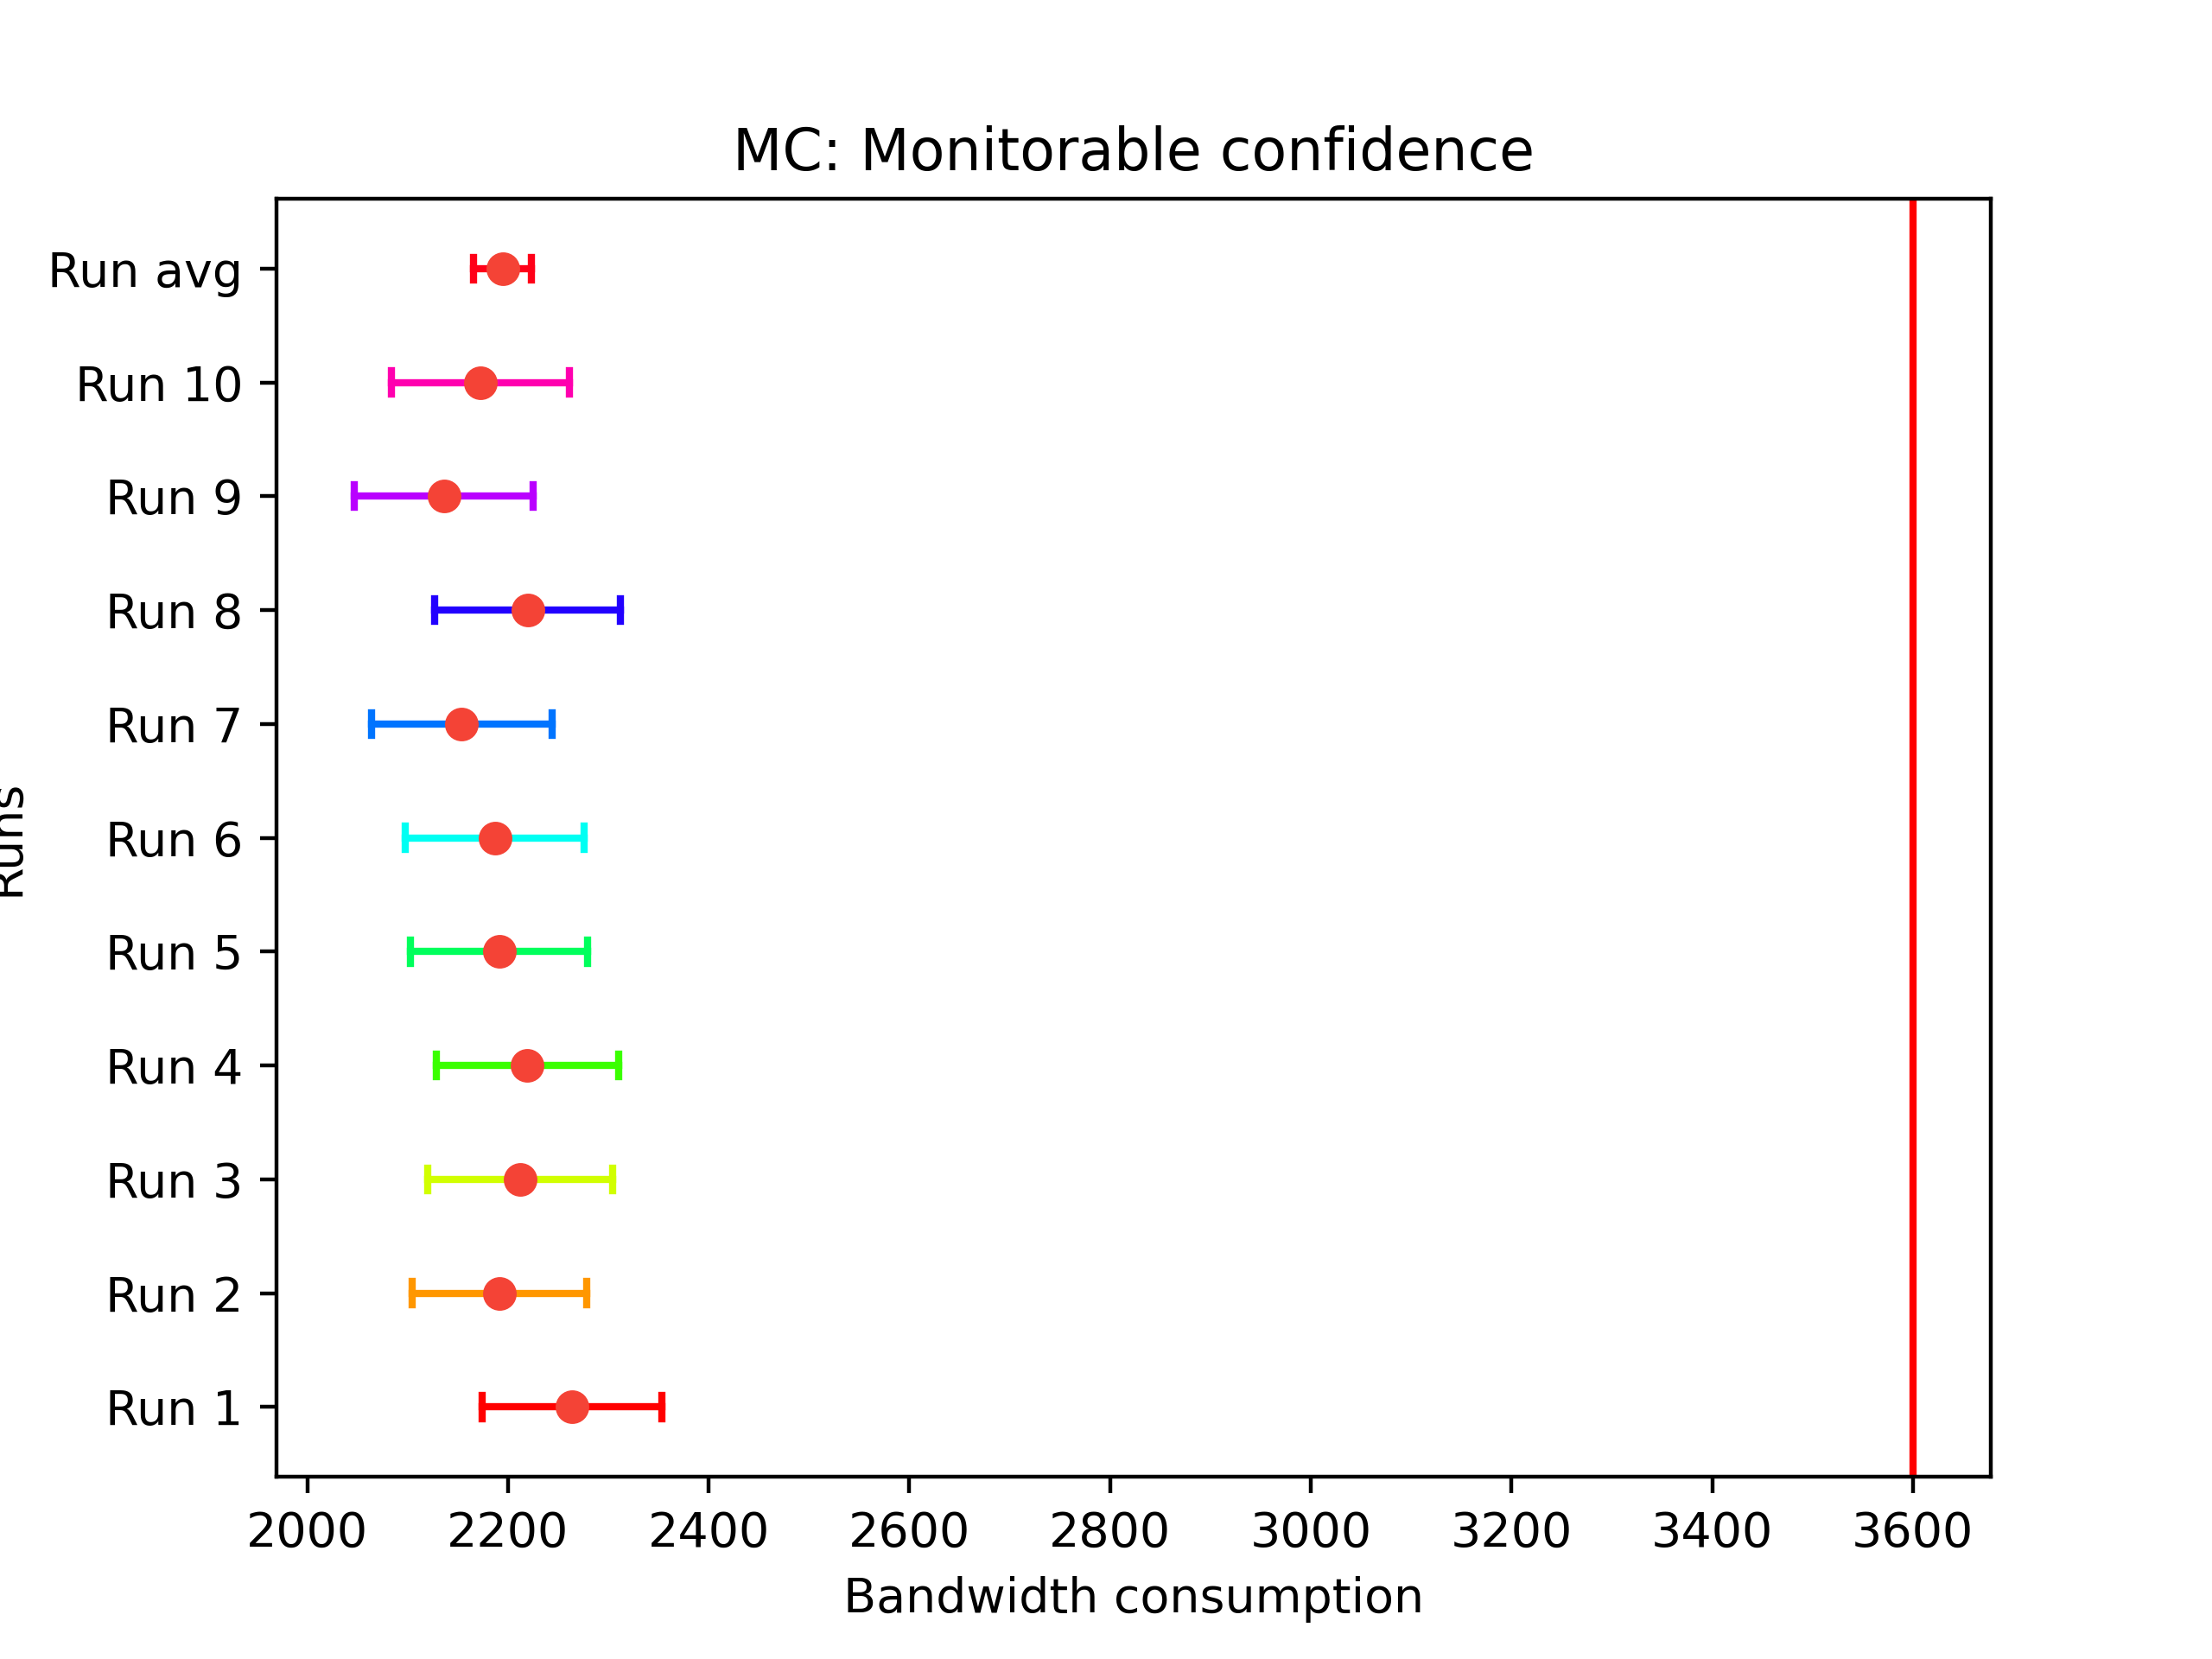 MC: Monitorable confidence
Run avg
Run 10
Run 9
Run 8
Run 7
Run 6
Run 5
Run 4
Run 3
Run 2
Run 1
Runs
2000 2200 2400 2600 2800 3000 3200 3400 3600
Bandwidth consumption